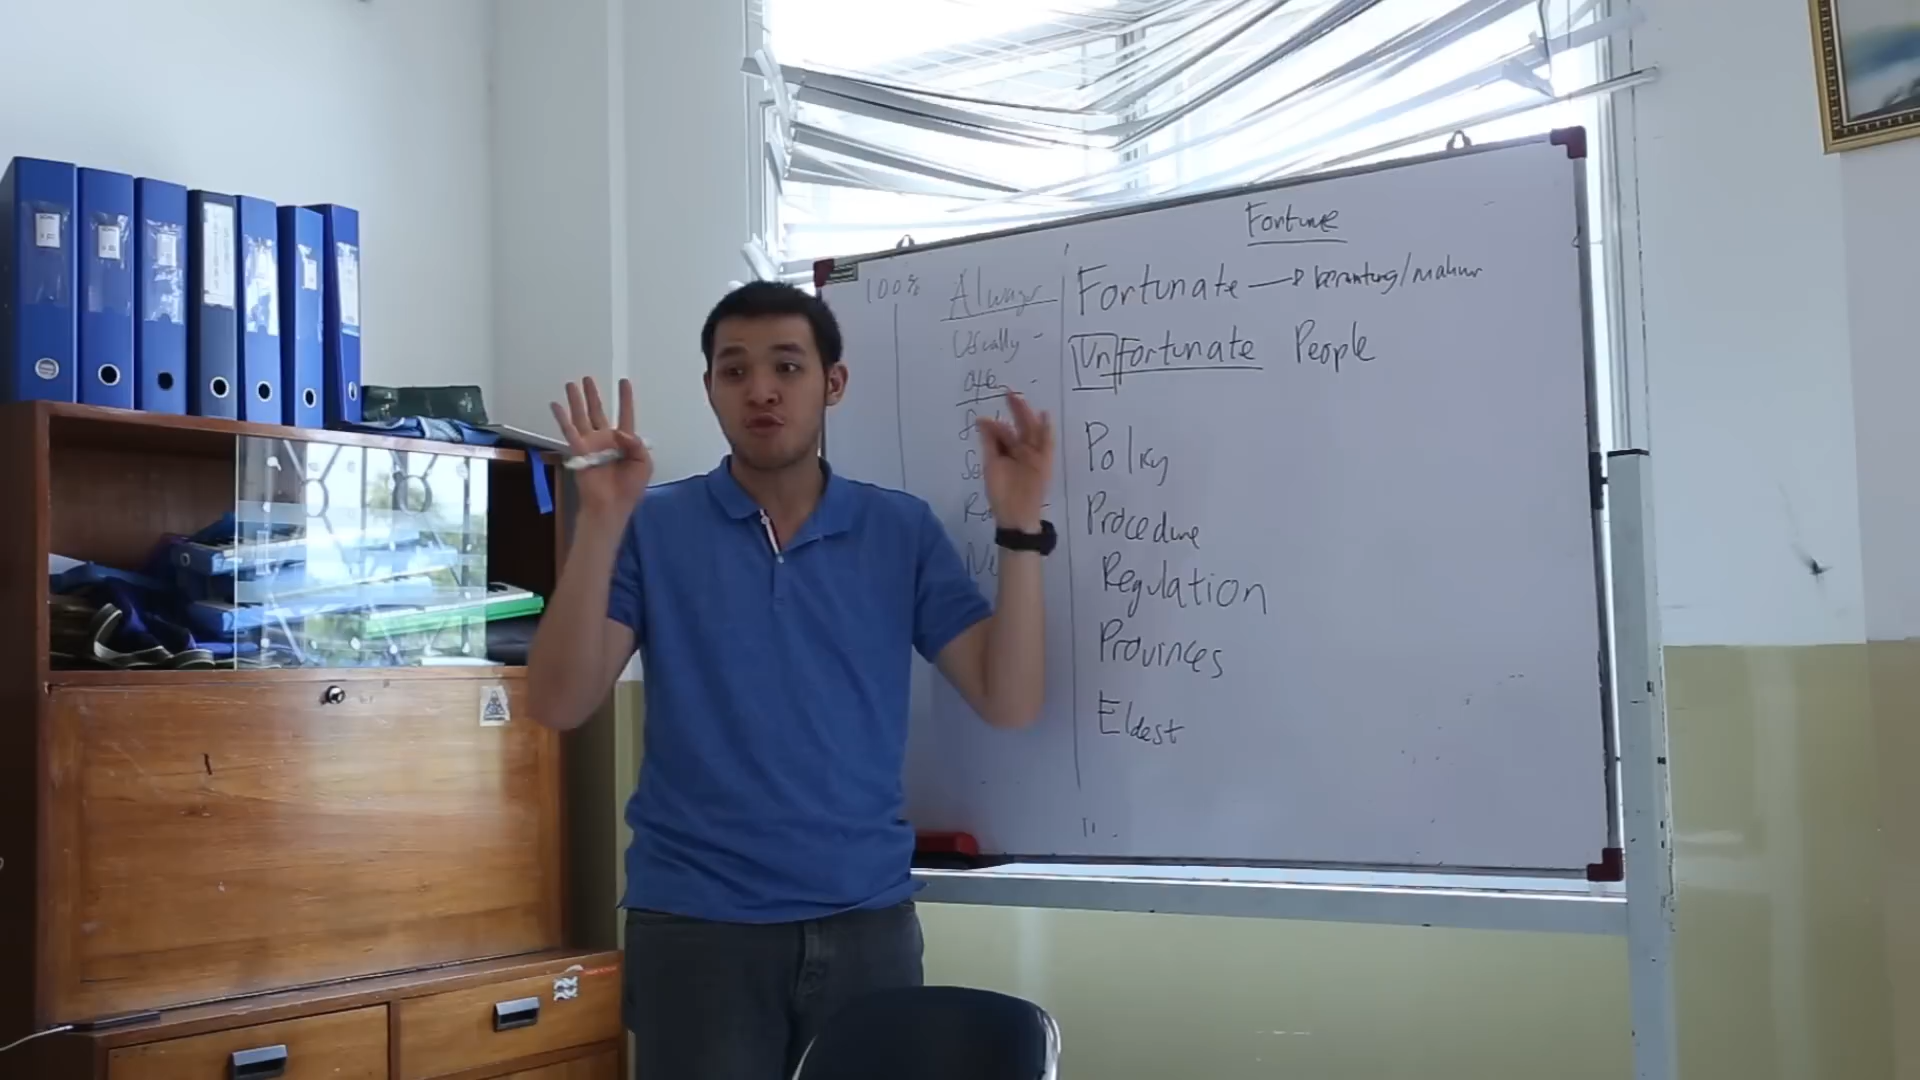 100%
Always
Usually -
Often -
Fortune
Fortunate → beruntung/makmur
Unfortunate People
Policy
Procedure
Regulation
Provinces
Eldest